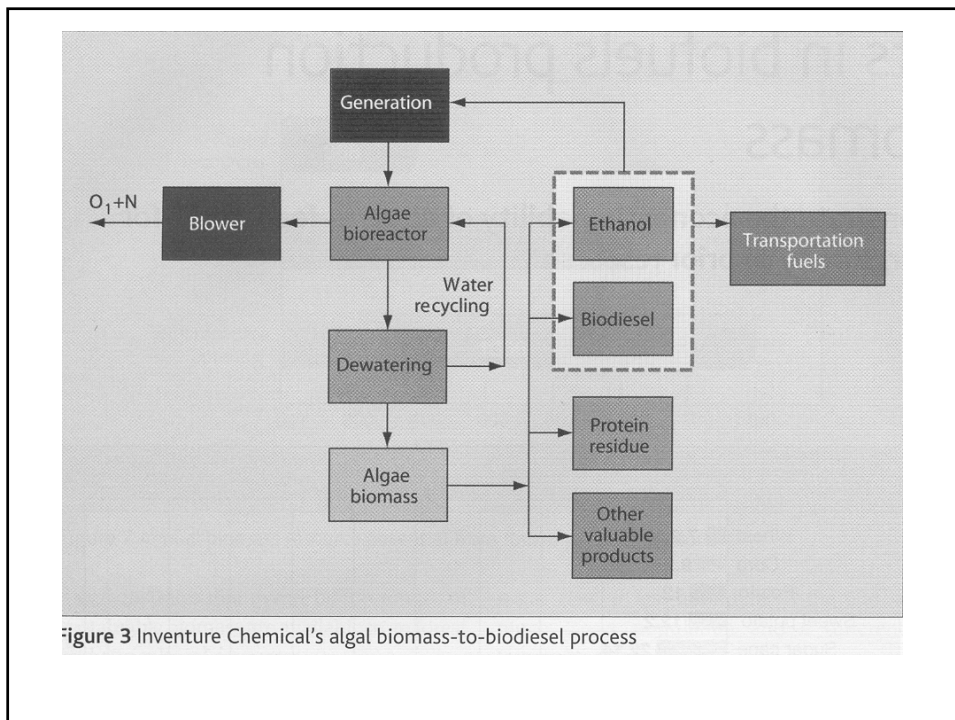 Generation
O₁+N
Blower
Algae
bioreactor
Ethanol
Transportation
fuels
Water
recycling
Biodiesel
Dewatering
Protein
residue
Algae
biomass
Other
valuable
products
Figure 3 Inventure Chemical's algal biomass-to-biodiesel process